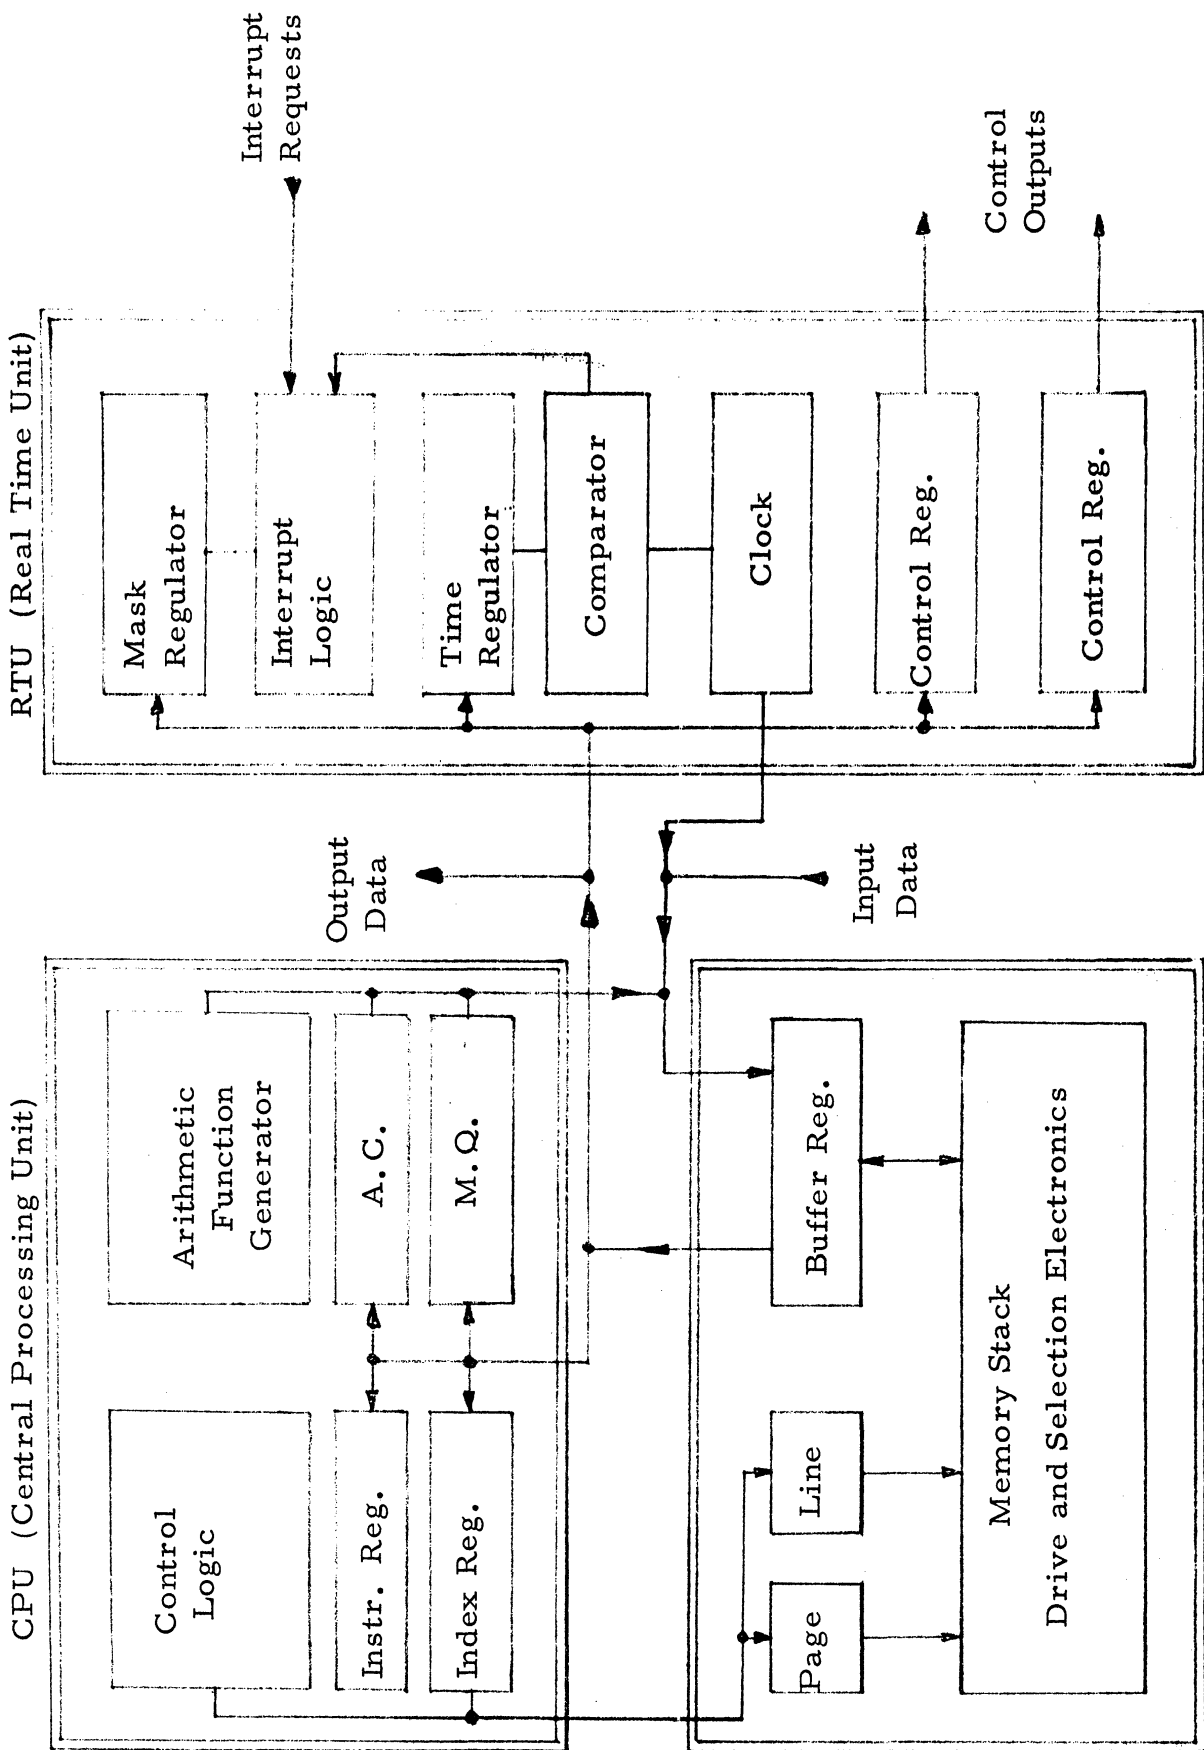 CPU (Central Processing Unit)
RTU (Real Time Unit)
Control
Logic
Arithmetic
Function
Generator
Instr. Reg.
A.C.
Index Reg.
M.Q.
Output
Data
Mask
Regulator
Interrupt
Logic
Time
Regulator
Comparator
Clock
Control Reg.
Control Reg.
Interrupt
Requests
Control
Outputs
Input
Data
Page
Line
Buffer Reg.
Memory Stack
Drive and Selection Electronics